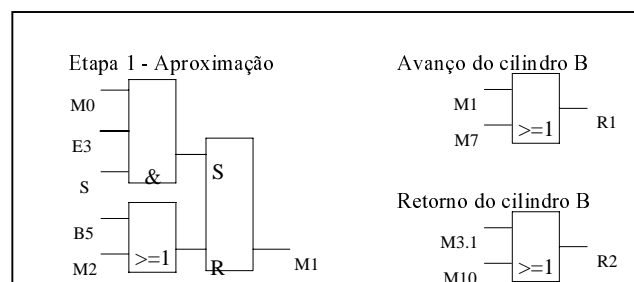 Etapa 1 - Aproximação
M0
E3
S
&
S
B5
M2
>=1
R
M1
Avanço do cilindro B
M1
M7
>=1
R1
Retorno do cilindro B
M3.1
M10
>=1
R2